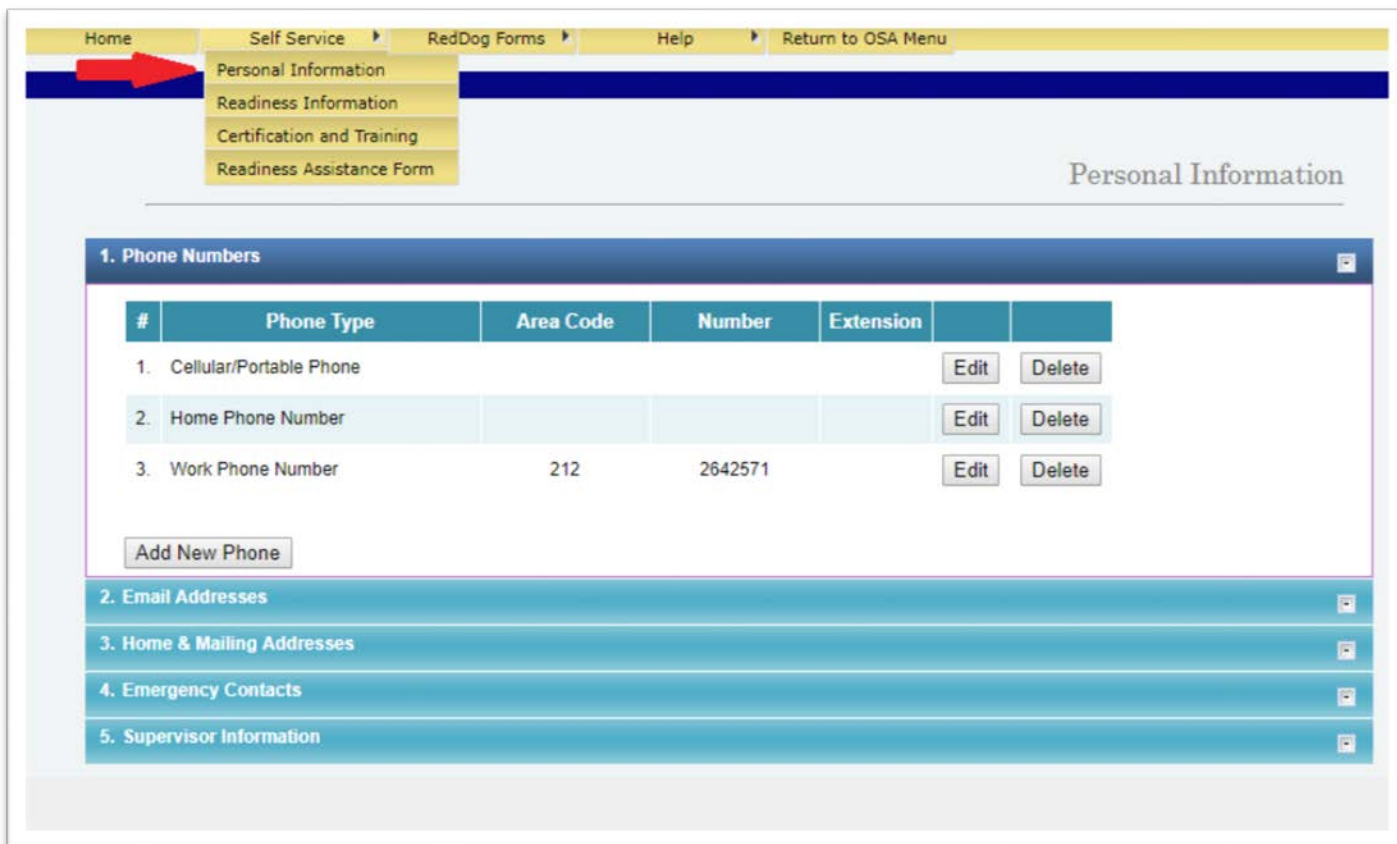 Home Self Service RedDog Forms Help Return to OSA Menu
Personal Information
Readiness Information
Certification and Training
Readiness Assistance Form
Personal Information
1. Phone Numbers
# Phone Type Area Code Number Extension
1. Cellular/Portable Phone Edit Delete
2. Home Phone Number Edit Delete
3. Work Phone Number 212 2642571 Edit Delete
Add New Phone
2. Email Addresses
3. Home & Mailing Addresses
4. Emergency Contacts
5. Supervisor Information